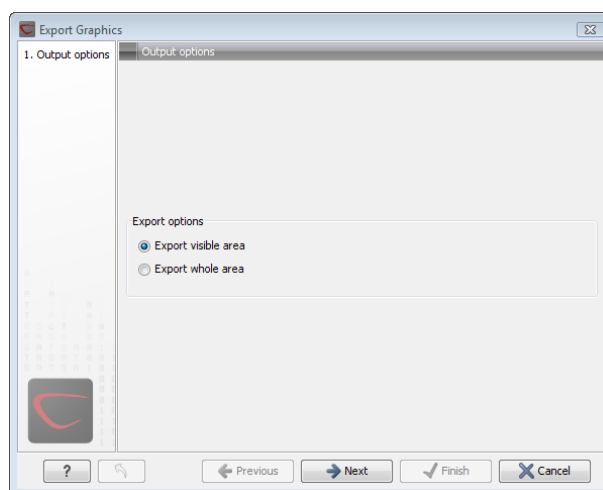 Export Graphics
1. Output options
Output options
Export options
Export visible area
Export whole area
?
Previous
Next
Finish
Cancel